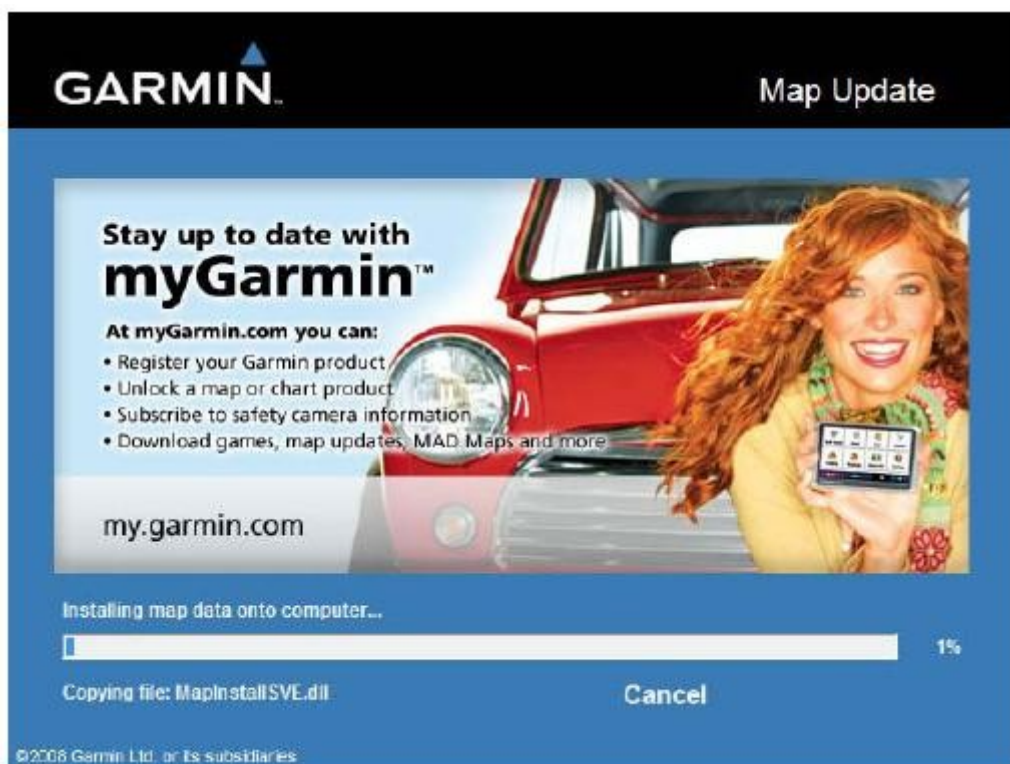 GARMIN
Map Update
Stay up to date with
myGarmin™
At myGarmin.com you can:
• Register your Garmin product
• Unlock a map or chart product
• Subscribe to safety camera information
• Download games, map updates, MAD Maps and more
my.garmin.com
Installing map data onto computer...
1%
Copying file: MapInstallSVE.dll
Cancel
©2008 Garmin Ltd. or its subsidiaries